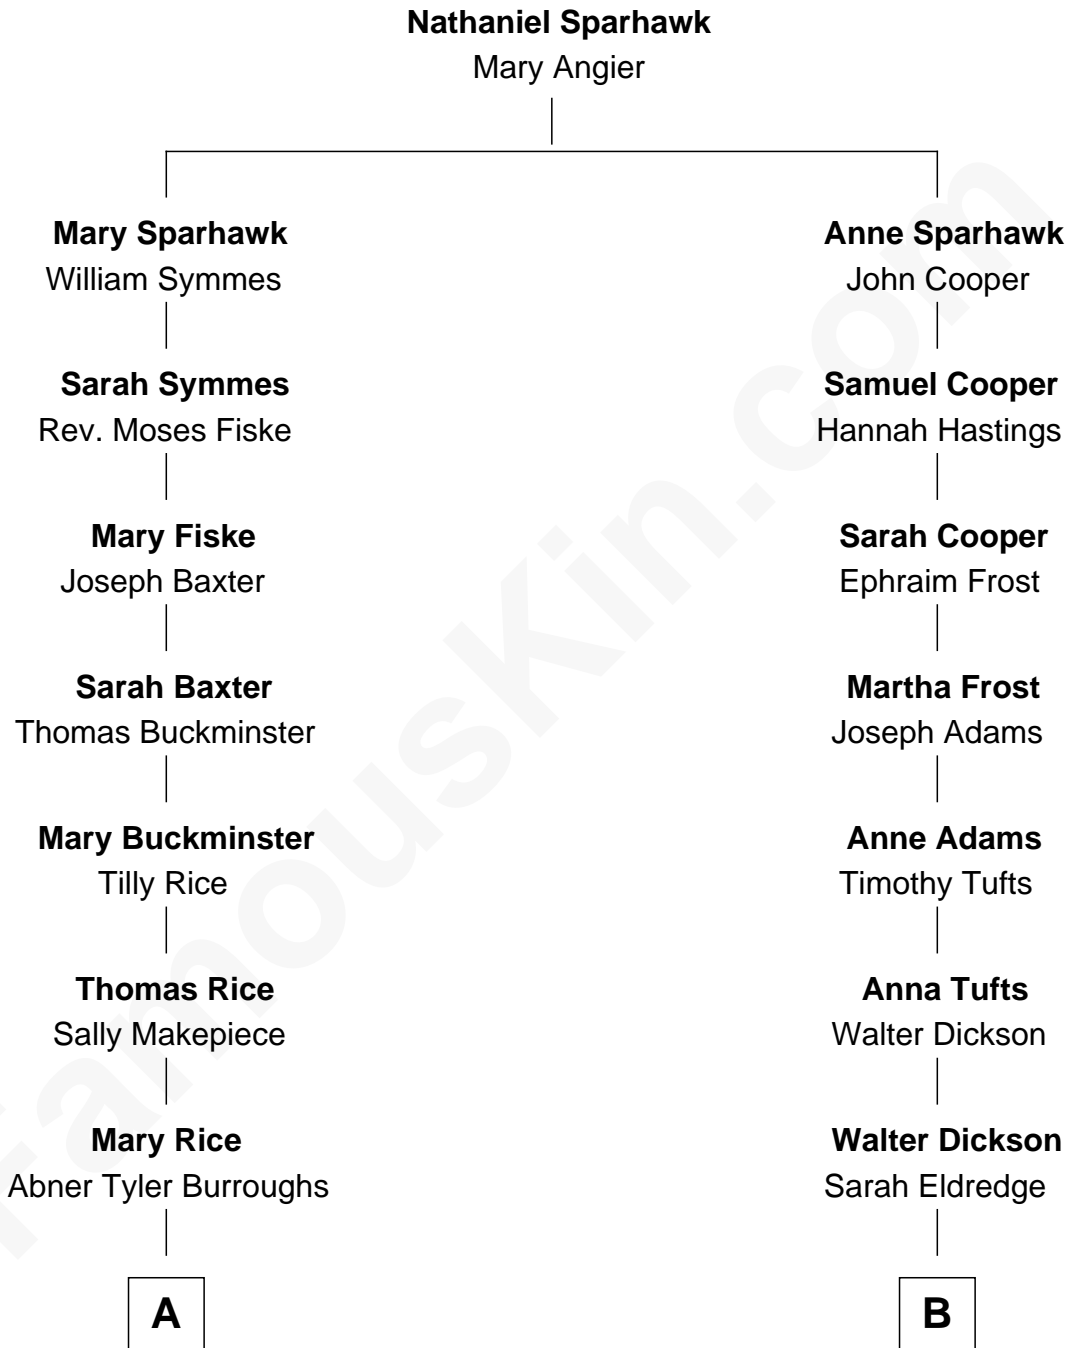 Nathaniel Sparhawk
Mary Angier
Mary Sparhawk
William Symmes
Anne Sparhawk
John Cooper
Sarah Symmes
Rev. Moses Fiske
Samuel Cooper
Hannah Hastings
Mary Fiske
Joseph Baxter
Sarah Cooper
Ephraim Frost
Sarah Baxter
Thomas Buckminster
Martha Frost
Joseph Adams
Mary Buckminster
Tilly Rice
Anne Adams
Timothy Tufts
Thomas Rice
Sally Makepiece
Anna Tufts
Walter Dickson
Mary Rice
Abner Tyler Burroughs
Walter Dickson
Sarah Eldredge
A
B
FamousKin.com